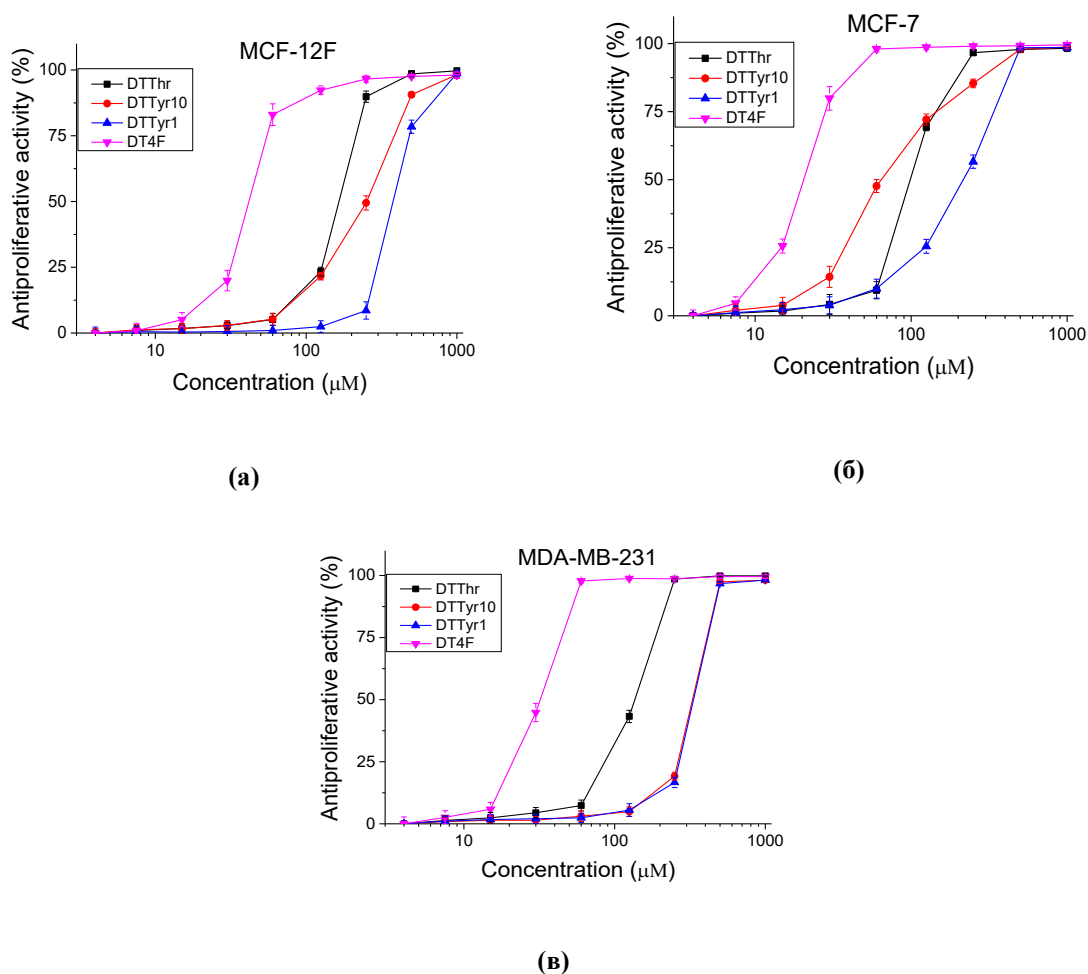 MCF-12F
DTThr
DTTyr10
DTTyr1
DT4F
Antiproliferative activity (%)
100
75
50
25
0
10
100
1000
Concentration (μM)
(а)
MCF-7
DTThr
DTTyr10
DTTyr1
DT4F
Antiproliferative activity (%)
100
75
50
25
0
10
100
1000
Concentration (μM)
(б)
MDA-MB-231
DTThr
DTTyr10
DTTyr1
DT4F
Antiproliferative activity (%)
100
75
50
25
0
10
100
1000
Concentration (μM)
(в)